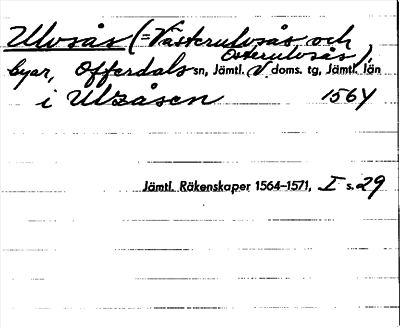 Ulvsås (= Västerulvsås och
Österulvsås),
byar, Offerdals sn, Jämtl. V doms. tg, Jämtl. län
i Ulzåsen 1564
Jämtl. Räkenskaper 1564–1571, I s. 29